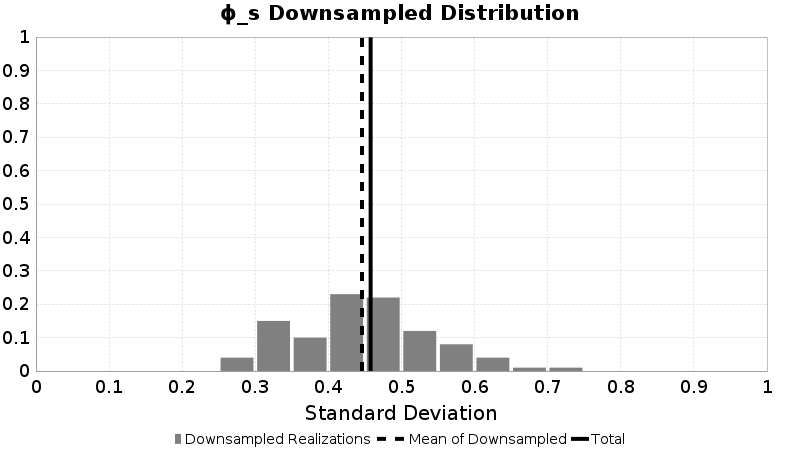 ϕ_s Downsampled Distribution
1
0.9
0.8
0.7
0.6
0.5
0.4
0.3
0.2
0.1
0
0 0.1 0.2 0.3 0.4 0.5 0.6 0.7 0.8 0.9 1
Standard Deviation
Downsampled Realizations Mean of Downsampled Total